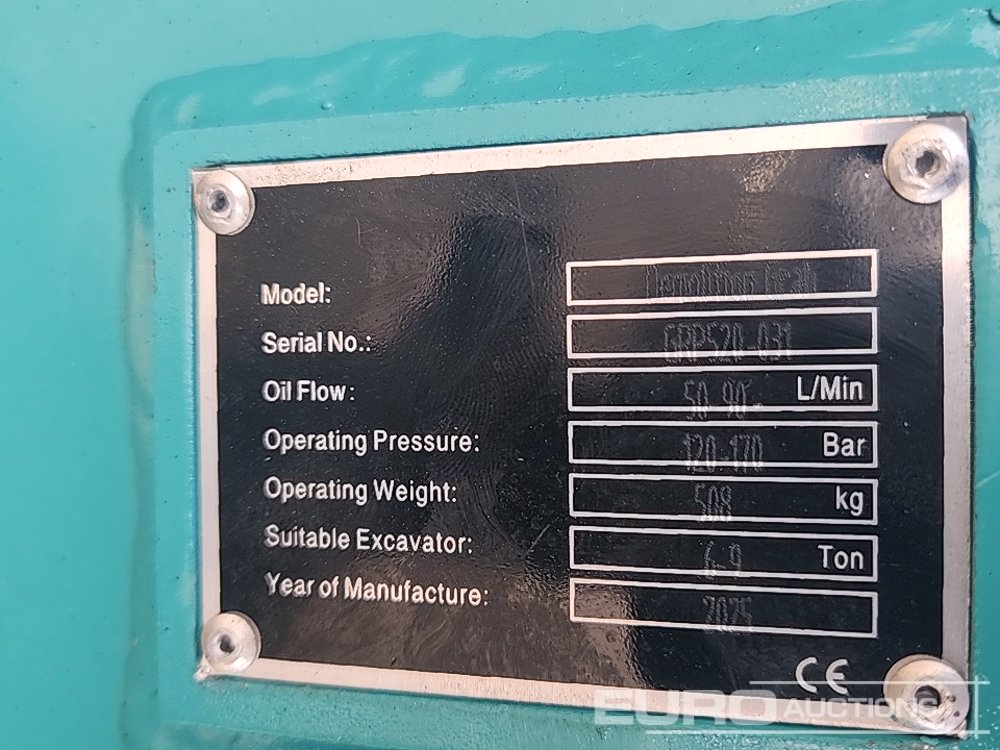 Model: Demolition Grab
Serial No.: GRP520-031
Oil Flow: 50-90 L/Min
Operating Pressure: 120-170 Bar
Operating Weight: 508 kg
Suitable Excavator: 6-9 Ton
Year of Manufacture: 2025
CE
EURO AUCTIONS